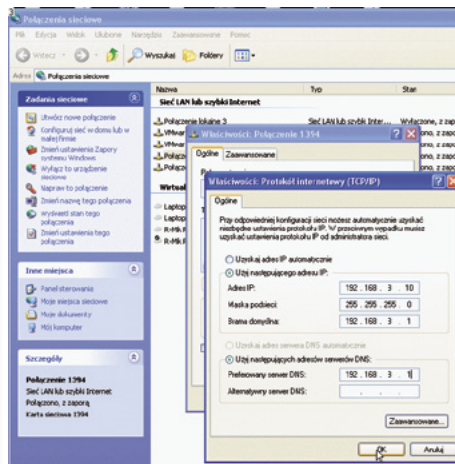 3
Połączenia sieciowe
Plik Edycja Widok Ulubione Narzędzia Zaawansowane Pomoc
Wstecz Wyszukaj Foldery
Adres Połączenia sieciowe
Zadania sieciowe
Utwórz nowe połączenie
Konfiguruj sieć w domu lub w
małej firmie
Zmień ustawienia Zapory
systemu Windows
Wyłącz to urządzenie
sieciowe
Napraw to połączenie
Zmień nazwę tego połączenia
Wyświetl stan tego
połączenia
Zmień ustawienia tego
połączenia
Inne miejsca
Panel sterowania
Moje miejsca sieciowe
Moje dokumenty
Mój komputer
Szczegóły
Połączenie 1394
Sieć LAN lub szybki Internet
Połączono, z zaporą
Karta sieciowa 1394
Nazwa Typ Stan
Sieć LAN lub szybki Internet
Połączenie lokalne 3 Sieć LAN lub szybki Inter... Wyłączone, z zapo
Właściwości: Połączenie 1394
Ogólne Zaawansowane
Właściwości: Protokół internetowy (TCP/IP)
Ogólne
Przy odpowiedniej konfiguracji sieci możesz automatycznie uzyskać
niezbędne ustawienia protokołu IP. W przeciwnym wypadku musisz
uzyskać ustawienia protokołu IP od administratora sieci.
Uzyskaj adres IP automatycznie
Użyj następującego adresu IP:
Adres IP: 192 . 168 . 3 . 10
Maska podsieci: 255 . 255 . 255 . 0
Brama domyślna: 192 . 168 . 3 . 1
Uzyskaj adres serwera DNS automatycznie
Użyj następujących adresów serwerów DNS:
Preferowany serwer DNS: 192 . 168 . 3 . 1
Alternatywny serwer DNS: . . .
Zaawansowane...
OK Anuluj